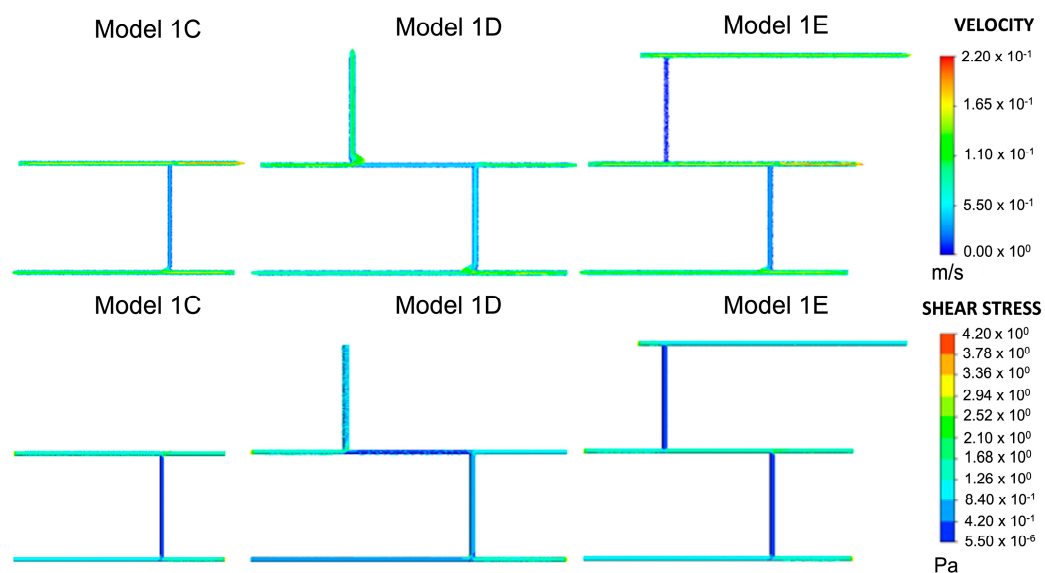 Model 1C
Model 1D
Model 1E
VELOCITY
2.20 x 10⁻¹
1.65 x 10⁻¹
1.10 x 10⁻¹
5.50 x 10⁻¹
0.00 x 10⁰
m/s
Model 1C
Model 1D
Model 1E
SHEAR STRESS
4.20 x 10⁰
3.78 x 10⁰
3.36 x 10⁰
2.94 x 10⁰
2.52 x 10⁰
2.10 x 10⁰
1.68 x 10⁰
1.26 x 10⁰
8.40 x 10⁻¹
4.20 x 10⁻¹
5.50 x 10⁻⁶
Pa